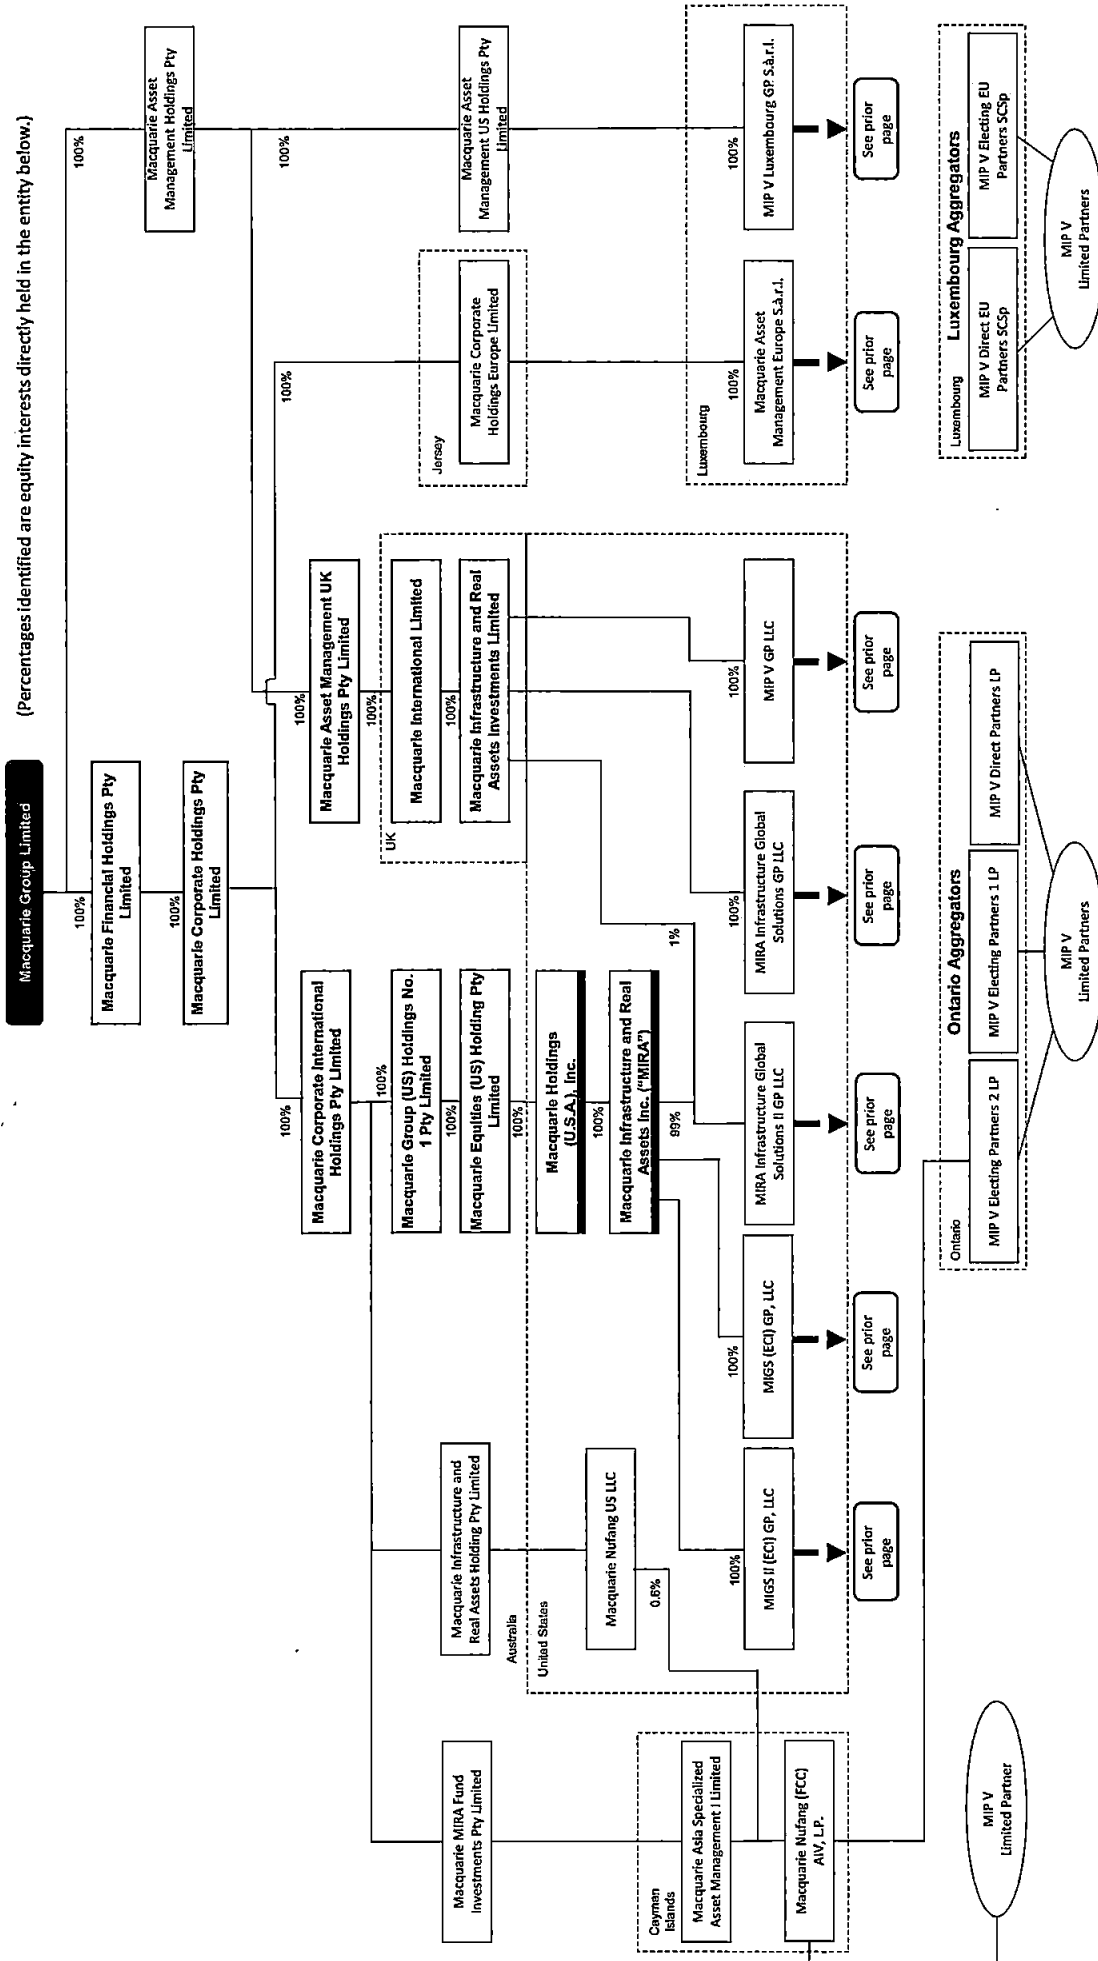 (Percentages identified are equity interests directly held in the entity below.)
Macquarie Group Limited
100%
100%
Macquarie Financial Holdings Pty
Limited
Macquarie Asset
Management Holdings Pty
Limited
100%
Macquarie Corporate Holdings Pty
Limited
100%
100%
100%
100%
Macquarie Corporate International
Holdings Pty Limited
Macquarie Asset Management UK
Holdings Pty Limited
100%
100%
Macquarie Group (US) Holdings No.
1 Pty Limited
UK
Macquarie International Limited
Jersey
100%
100%
Macquarie MIRA Fund
Investments Pty Limited
Macquarie Infrastructure and
Real Assets Holding Pty Limited
Macquarie Equities (US) Holding Pty
Limited
Macquarie Infrastructure and Real
Assets Investments Limited
Macquarie Corporate
Holdings Europe Limited
Macquarie Asset
Management US Holdings Pty
Limited
Australia
100%
United States
Macquarie Holdings
(U.S.A), Inc.
100%
Macquarie Nufang US LLC
Macquarie Infrastructure and Real
Assets Inc. ("MIRA")
0.6%
99%
1%
Cayman
Islands
Luxembourg
Macquarie Asia Specialized
Asset Management I Limited
100%
100%
100%
100%
100%
100%
Macquarie Nufang (FCC)
AIV, L.P.
MIGS II (ECI) GP, LLC
MIGS (ECI) GP, LLC
MIRA Infrastructure Global
Solutions II GP LLC
MIRA Infrastructure Global
Solutions GP LLC
MIP V GP LLC
Macquarie Asset
Management Europe S.à.r.l.
MIP V Luxembourg GP S.à.r.l.
See prior
page
See prior
page
See prior
page
See prior
page
See prior
page
See prior
page
See prior
page
Ontario
Ontario Aggregators
Luxembourg
Luxembourg Aggregators
MIP V Electing Partners 2 LP
MIP V Electing Partners 1 LP
MIP V Direct Partners LP
MIP V Direct EU
Partners SCSp
MIP V Electing EU
Partners SCSp
MIP V
Limited Partner
MIP V
Limited Partners
MIP V
Limited Partners